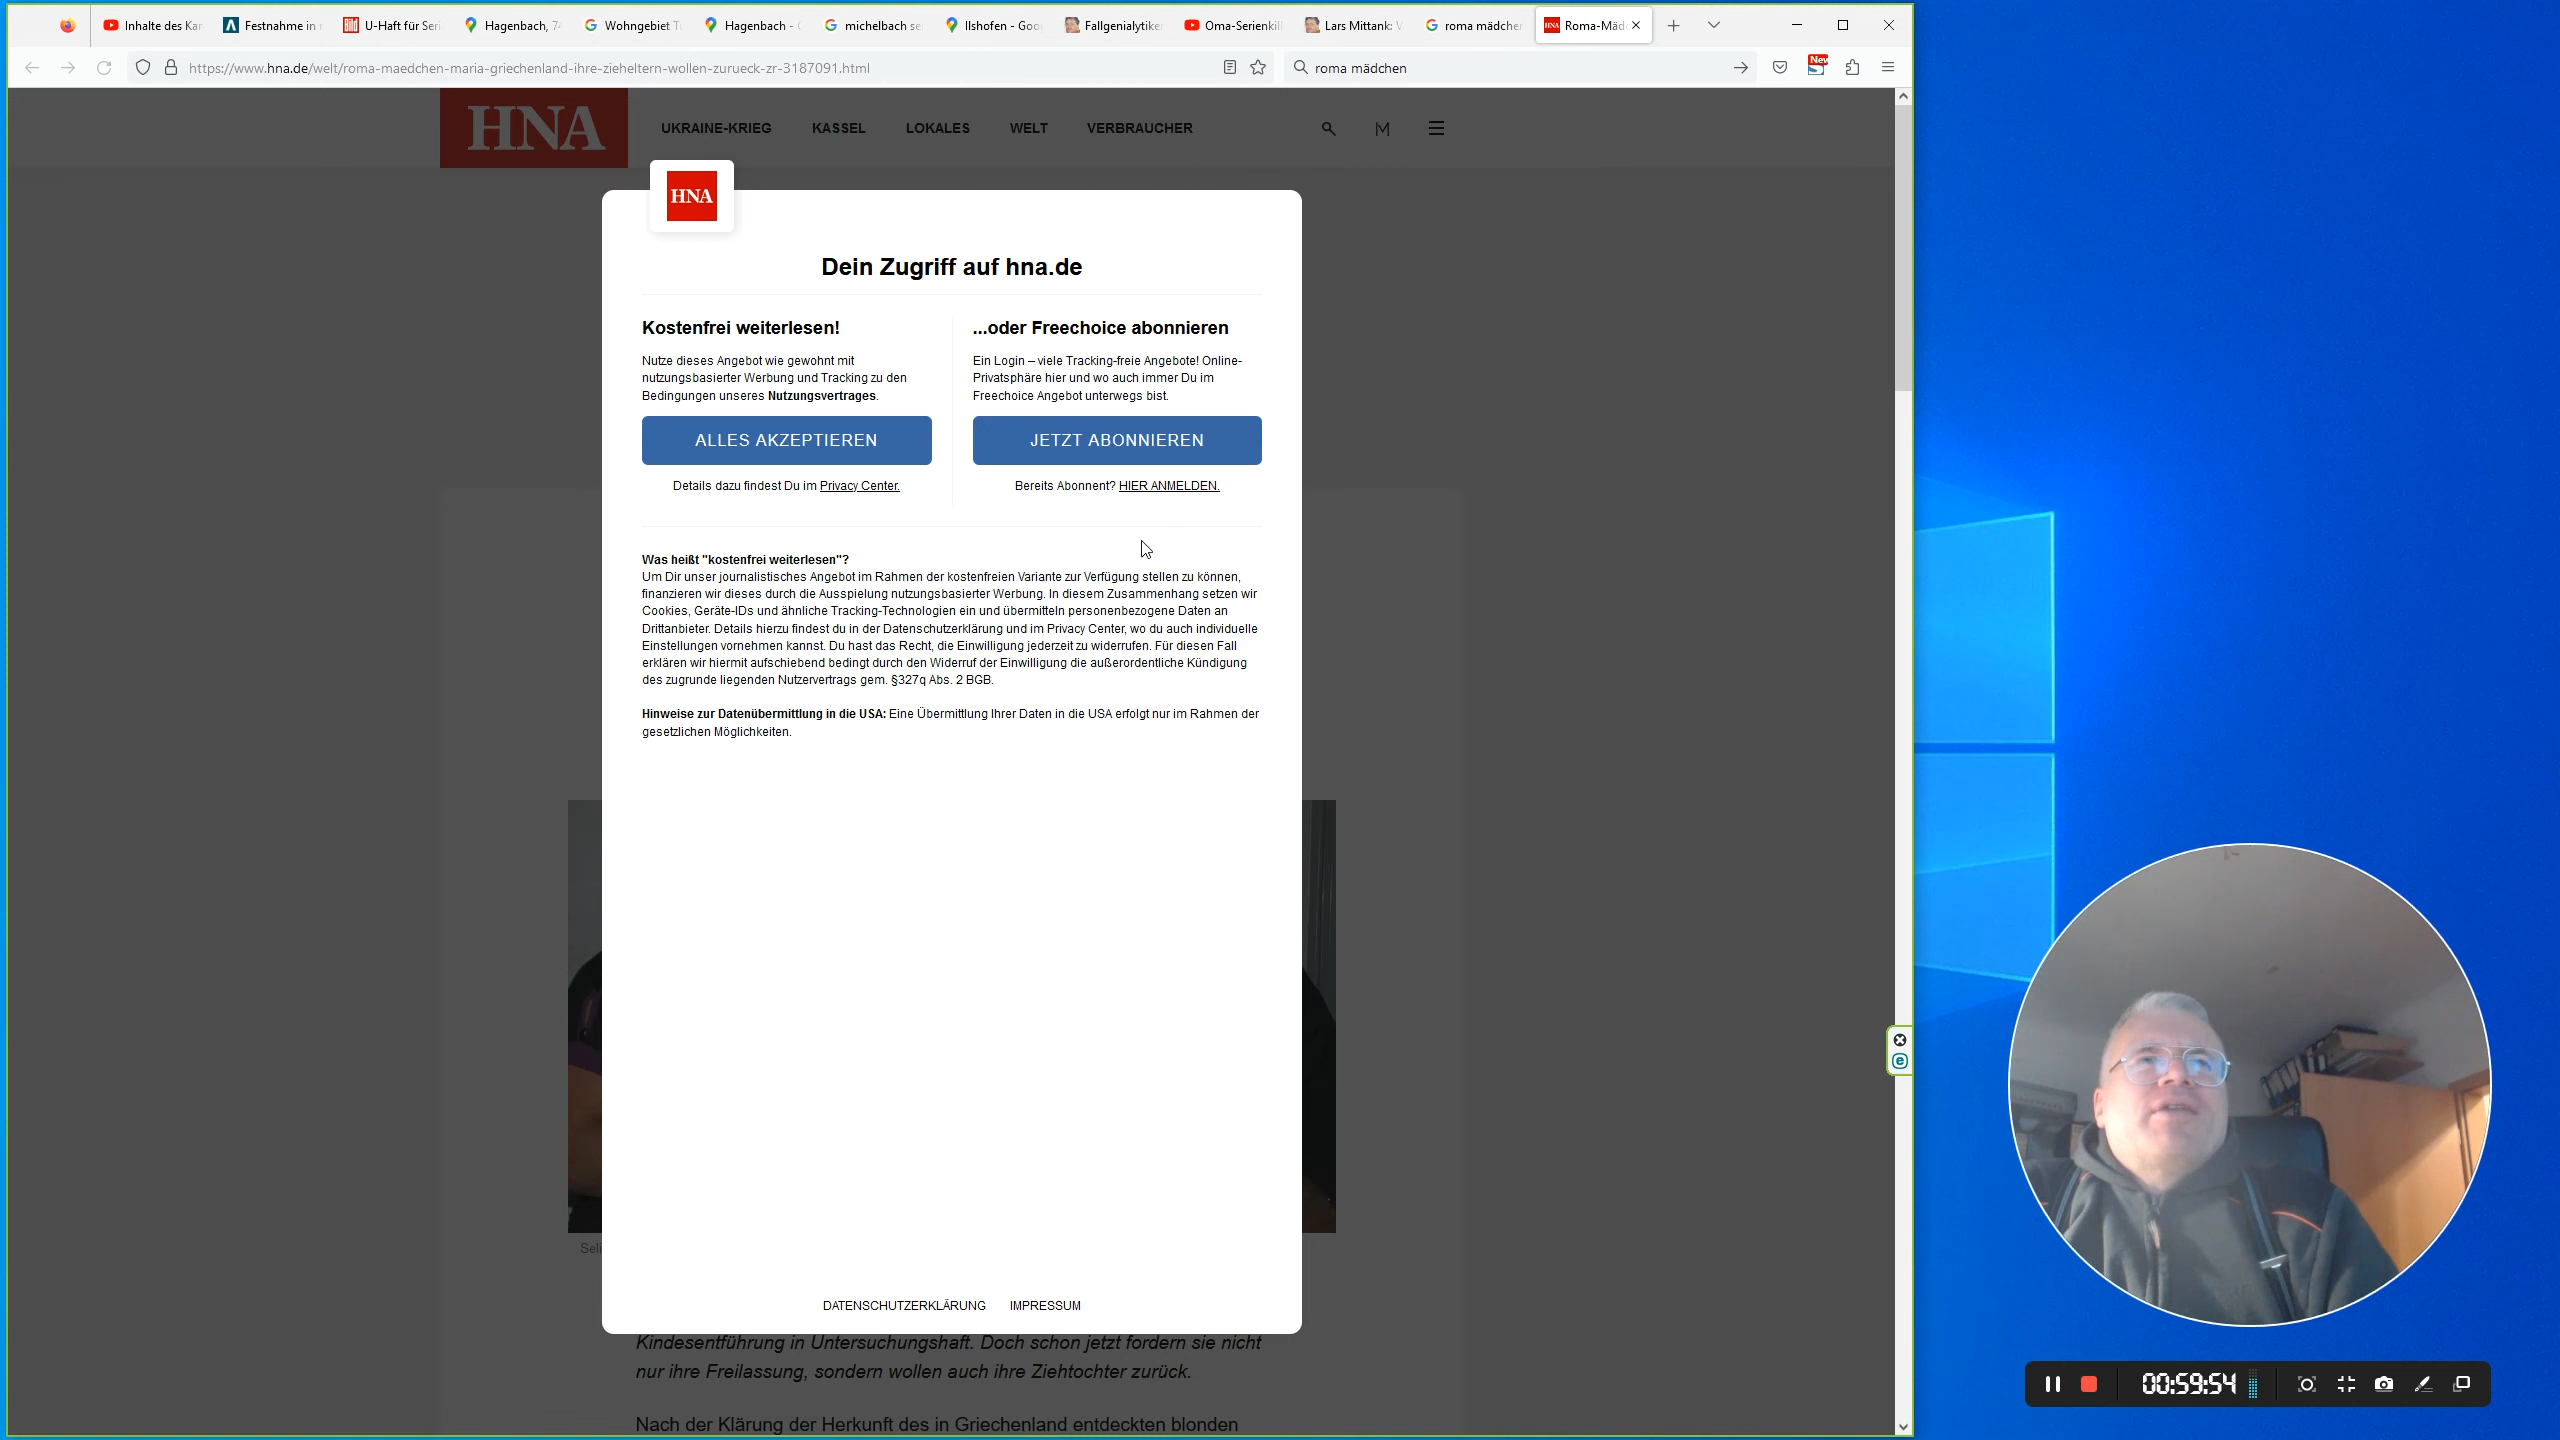 Inhalte des Kan
Festnahme in
U-Haft für Seri
Hagenbach, 74
Wohngebiet T
Hagenbach - G
michelbach se
Ilshofen - Goo
Fallgenialytiker
Oma-Serienkill
Lars Mittank: V
roma mädchen
Roma-Mäd
https://www.hna.de/welt/roma-maedchen-maria-griechenland-ihre-zieheltern-wollen-zurueck-zr-3187091.html
roma mädchen
New
HNA
UKRAINE-KRIEG
KASSEL
LOKALES
WELT
VERBRAUCHER
HNA
Dein Zugriff auf hna.de
Kostenfrei weiterlesen!
Nutze dieses Angebot wie gewohnt mit
nutzungsbasierter Werbung und Tracking zu den
Bedingungen unseres Nutzungsvertrages.
ALLES AKZEPTIEREN
Details dazu findest Du im Privacy Center.
...oder Freechoice abonnieren
Ein Login – viele Tracking-freie Angebote! Online-
Privatsphäre hier und wo auch immer Du im
Freechoice Angebot unterwegs bist.
JETZT ABONNIEREN
Bereits Abonnent? HIER ANMELDEN.
Was heißt "kostenfrei weiterlesen"?
Um Dir unser journalistisches Angebot im Rahmen der kostenfreien Variante zur Verfügung stellen zu können,
finanzieren wir dieses durch die Ausspielung nutzungsbasierter Werbung. In diesem Zusammenhang setzen wir
Cookies, Geräte-IDs und ähnliche Tracking-Technologien ein und übermitteln personenbezogene Daten an
Drittanbieter. Details hierzu findest du in der Datenschutzerklärung und im Privacy Center, wo du auch individuelle
Einstellungen vornehmen kannst. Du hast das Recht, die Einwilligung jederzeit zu widerrufen. Für diesen Fall
erklären wir hiermit aufschiebend bedingt durch den Widerruf der Einwilligung die außerordentliche Kündigung
des zugrunde liegenden Nutzervertrags gem. §327q Abs. 2 BGB.
Hinweise zur Datenübermittlung in die USA: Eine Übermittlung Ihrer Daten in die USA erfolgt nur im Rahmen der
gesetzlichen Möglichkeiten.
Seli
DATENSCHUTZERKLÄRUNG
IMPRESSUM
Kindesentführung in Untersuchungshaft. Doch schon jetzt fordern sie nicht
nur ihre Freilassung, sondern wollen auch ihre Ziehtochter zurück.
Nach der Klärung der Herkunft des in Griechenland entdeckten blonden
00:59:54